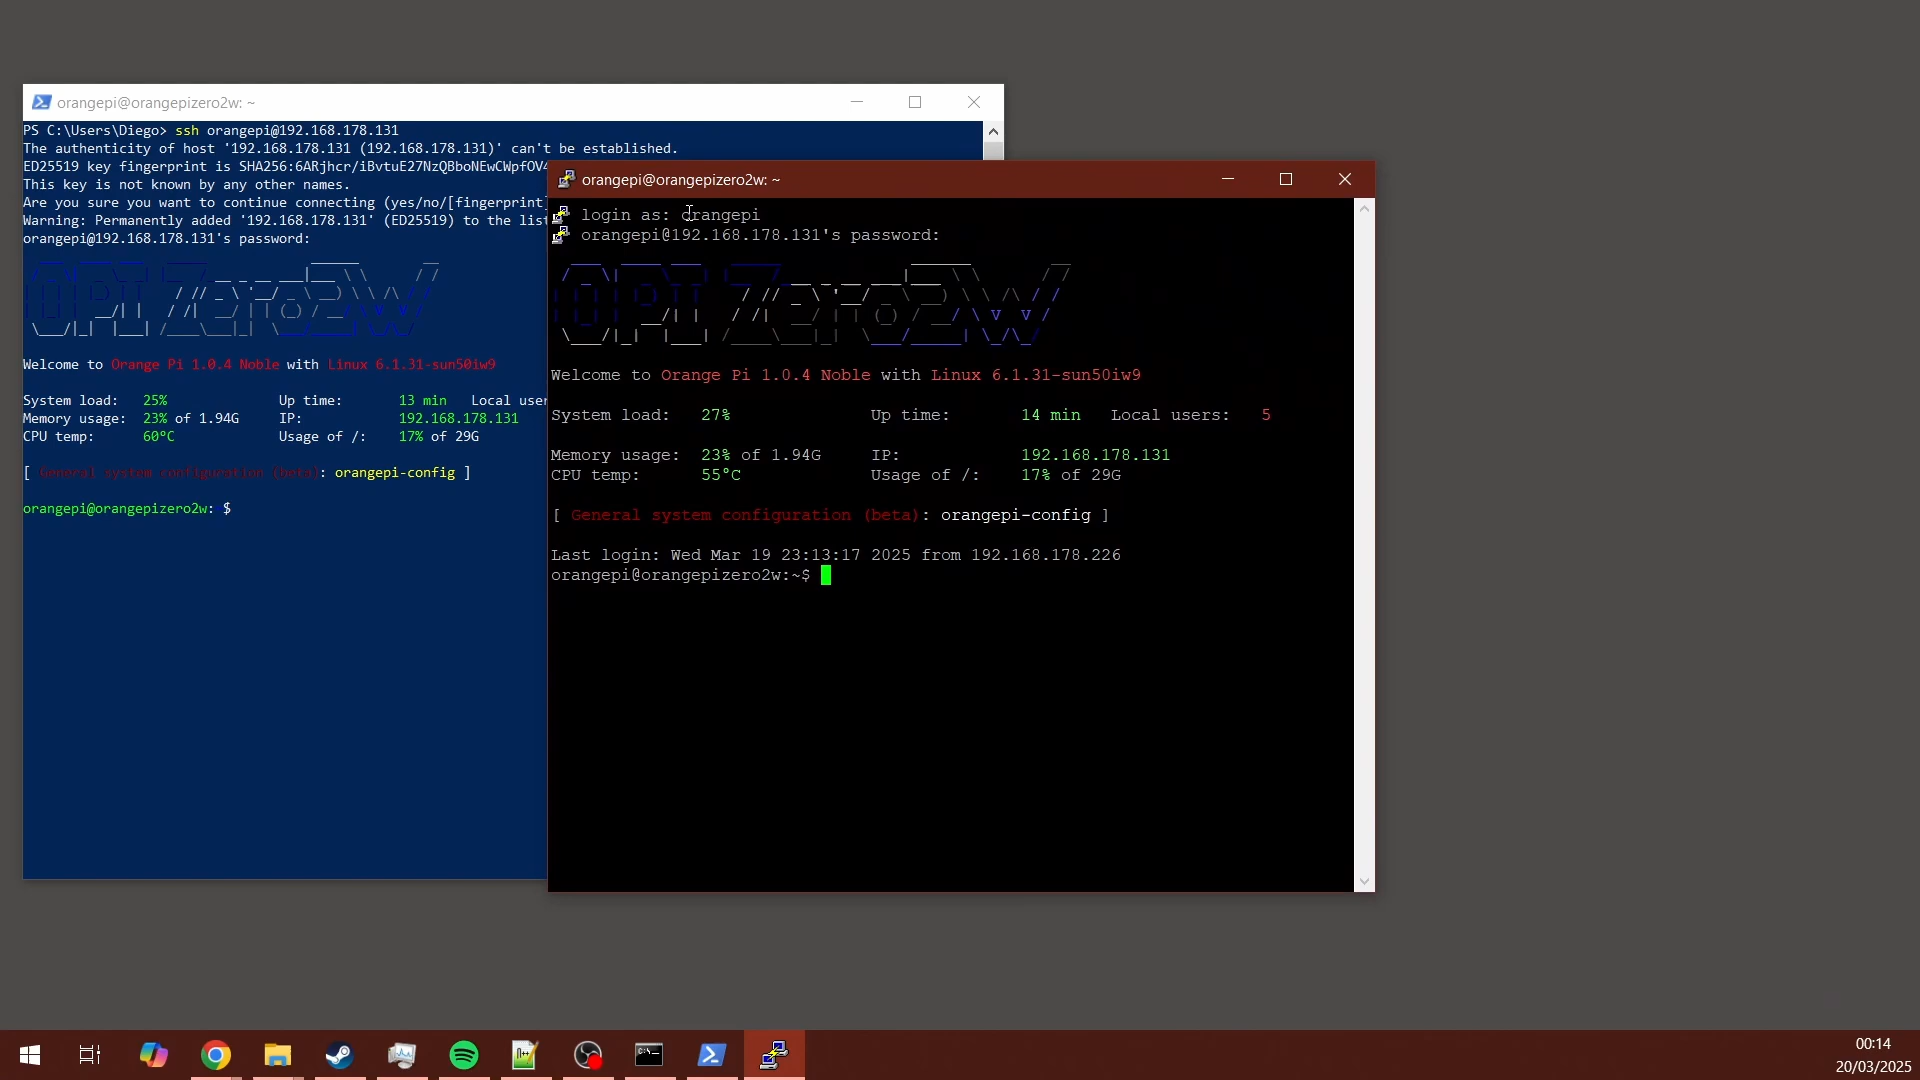 orangepi@orangepizero2w: ~
PS C:\Users\Diego> ssh orangepi@192.168.178.131
The authenticity of host '192.168.178.131 (192.168.178.131)' can't be established.
ED25519 key fingerprint is SHA256:6ARjhcr/iBvtuE27NzQBboNEwCWpfOV4
This key is not known by any other names.
Are you sure you want to continue connecting (yes/no/[fingerprint]
Warning: Permanently added '192.168.178.131' (ED25519) to the list
orangepi@192.168.178.131's password:
OPI Zero2W
Welcome to Orange Pi 1.0.4 Noble with Linux 6.1.31-sun50iw9
System load: 25% Up time: 13 min Local user
Memory usage: 23% of 1.94G IP: 192.168.178.131
CPU temp: 60°C Usage of /: 17% of 29G
[ General system configuration (beta): orangepi-config ]
orangepi@orangepizero2w: $
orangepi@orangepizero2w: ~
login as: orangepi
orangepi@192.168.178.131's password:
OPI Zero2W
Welcome to Orange Pi 1.0.4 Noble with Linux 6.1.31-sun50iw9
System load: 27% Up time: 14 min Local users: 5
Memory usage: 23% of 1.94G IP: 192.168.178.131
CPU temp: 55°C Usage of /: 17% of 29G
[ General system configuration (beta): orangepi-config ]
Last login: Wed Mar 19 23:13:17 2025 from 192.168.178.226
orangepi@orangepizero2w:~$
00:14
20/03/2025